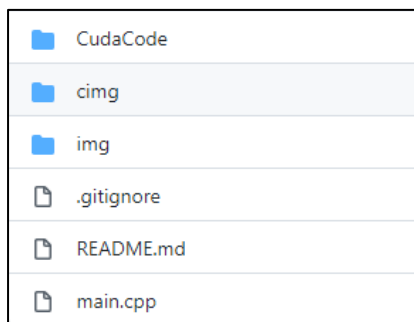 CudaCode
cimg
img
.gitignore
README.md
main.cpp